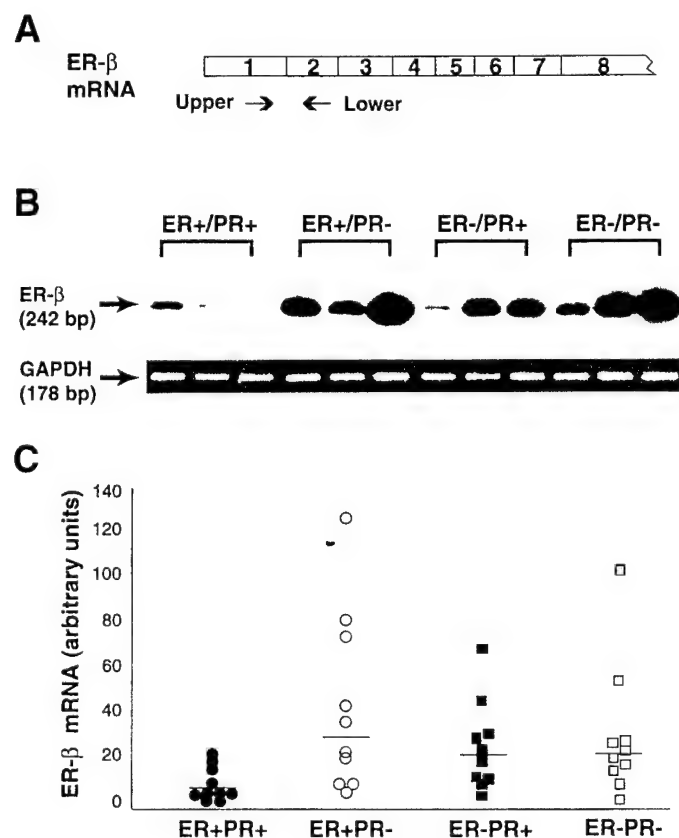 A
ER-β mRNA
1 2 3 4 5 6 7 8
Upper → ← Lower
B
ER+/PR+ ER+/PR- ER-/PR+ ER-/PR-
ER-β
(242 bp)
GAPDH
(178 bp)
C
ER-β mRNA (arbitrary units)
140
120
100
80
60
40
20
0
ER+PR+ ER+PR- ER-PR+ ER-PR-